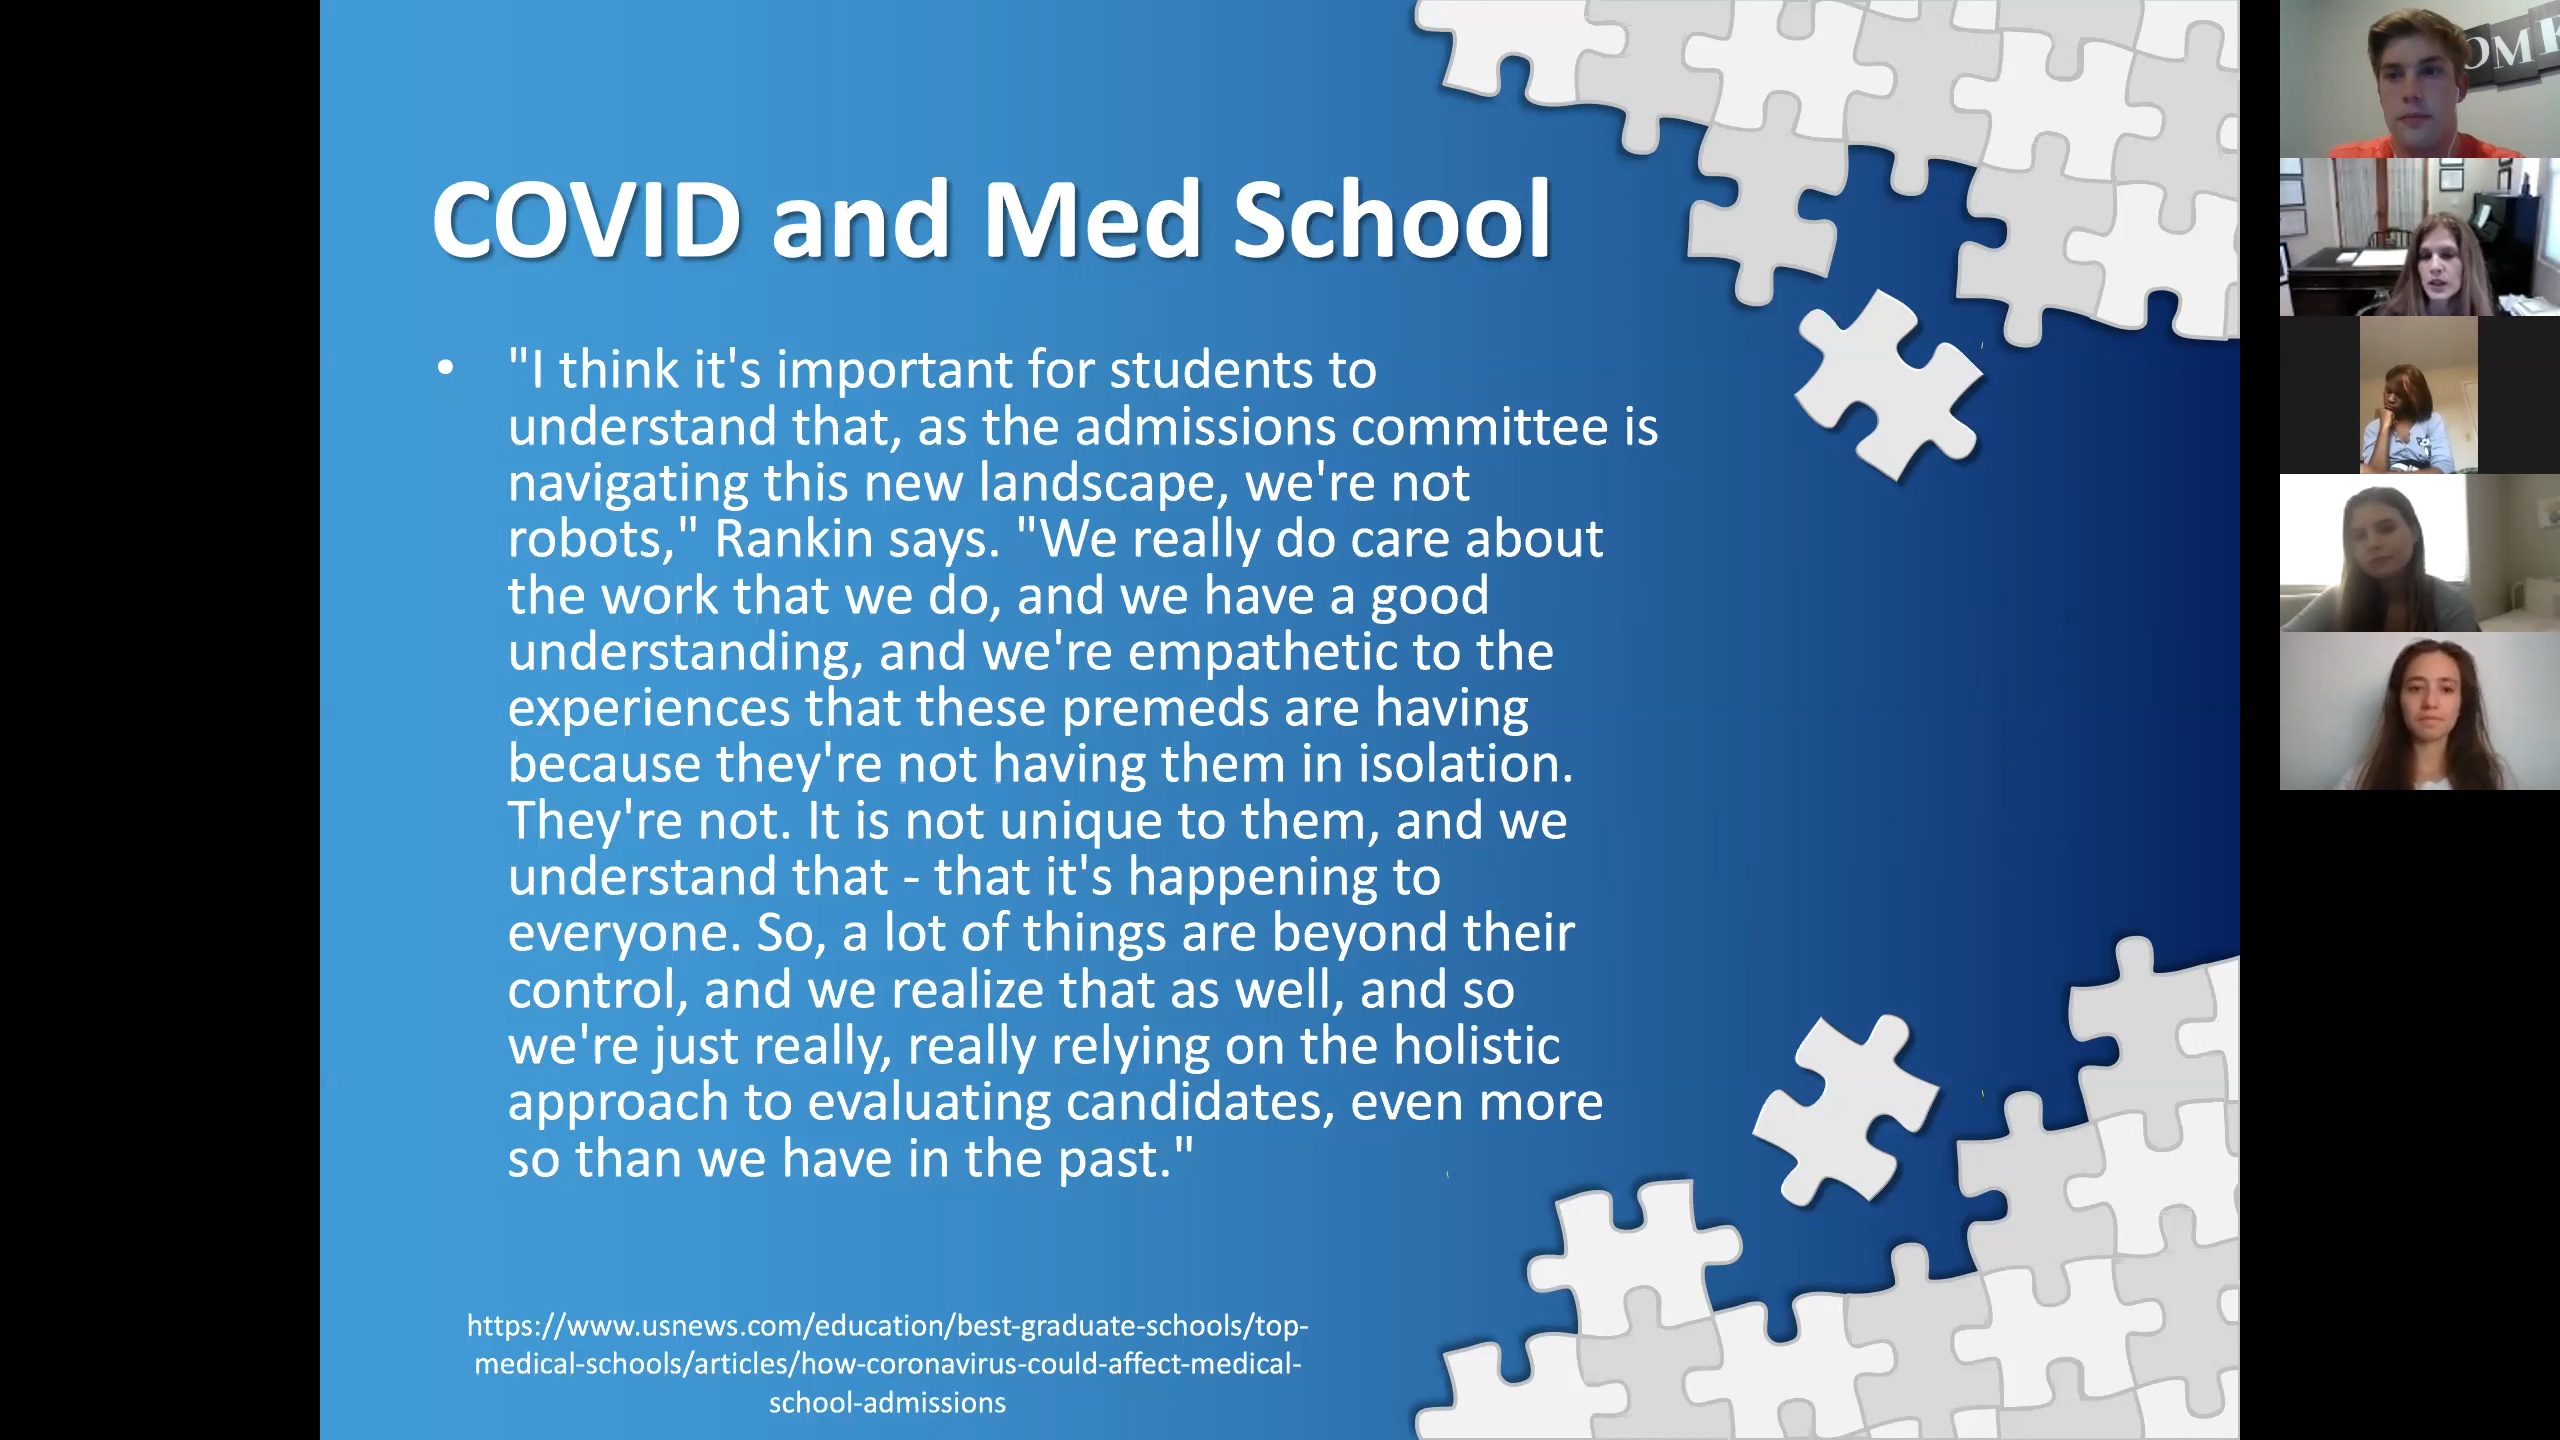 COVID and Med School
• "I think it's important for students to
understand that, as the admissions committee is
navigating this new landscape, we're not
robots," Rankin says. "We really do care about
the work that we do, and we have a good
understanding, and we're empathetic to the
experiences that these premeds are having
because they're not having them in isolation.
They're not. It is not unique to them, and we
understand that - that it's happening to
everyone. So, a lot of things are beyond their
control, and we realize that as well, and so
we're just really, really relying on the holistic
approach to evaluating candidates, even more
so than we have in the past."
https://www.usnews.com/education/best-graduate-schools/top-
medical-schools/articles/how-coronavirus-could-affect-medical-
school-admissions